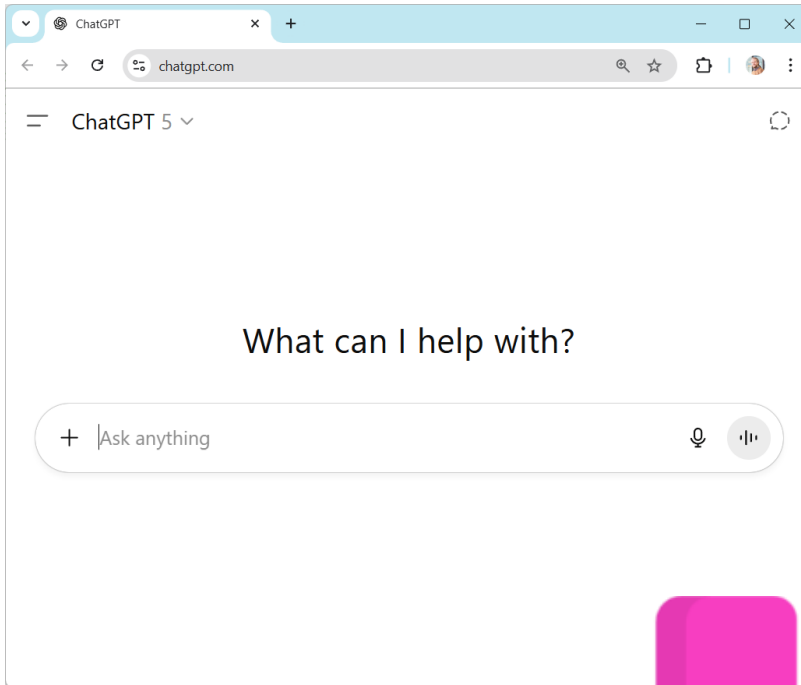 ChatGPT
chatgpt.com
ChatGPT 5
What can I help with?
Ask anything